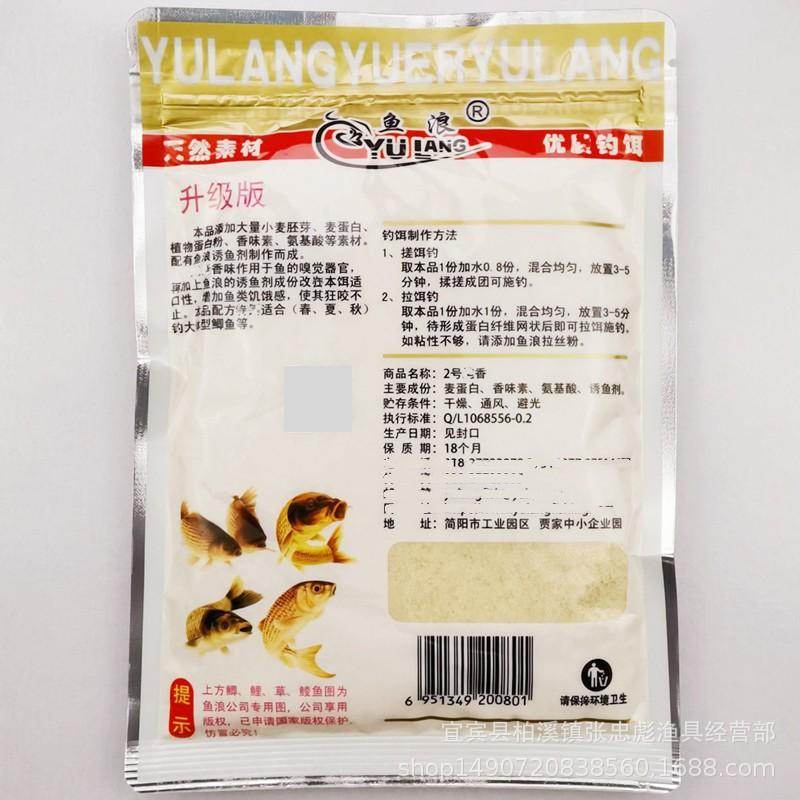 YULANGYUERYULANG
鱼浪®
YU LANG
天然素材
优质钓饵
升级版
本品添加大量小麦胚芽、麦蛋白、
植物蛋白粉、香味素、氨基酸等素材。
配有鱼浪诱鱼剂制作而成。
香味作用于鱼的嗅觉器官,
再加上鱼浪的诱鱼剂成份改变本饵适
口性,增加鱼类饥饿感,使其狂咬不
止。本品配方 适合(春、夏、秋)
钓大 型鲫鱼等。
钓饵制作方法
1、搓饵钓
取本品1份加水0.8份,混合均匀,放置3-5
分钟,揉搓成团可施钓。
2、拉饵钓
取本品1份加水1份,混合均匀,放置3-5分
钟,待形成蛋白纤维网状后即可拉饵施钓。
如粘性不够,请添加鱼浪拉丝粉。
商品名称:2号 香
主要成份:麦蛋白、香味素、氨基酸、诱鱼剂。
贮存条件:干燥、通风、避光
执行标准:Q/L1068556-0.2
生产日期:见封口
保 质 期:18个月
地 址:简阳市工业园区 贾家中小企业园
提示
上方鲫、鲤、草、鲮鱼图为
鱼浪公司专用图,公司享用
版权,已申请国家版权保护。
仿冒必究!
6 951349 200801
请保持环境卫生
宜宾县柏溪镇张忠彪渔具经营部
shop1490720838560.1688.com